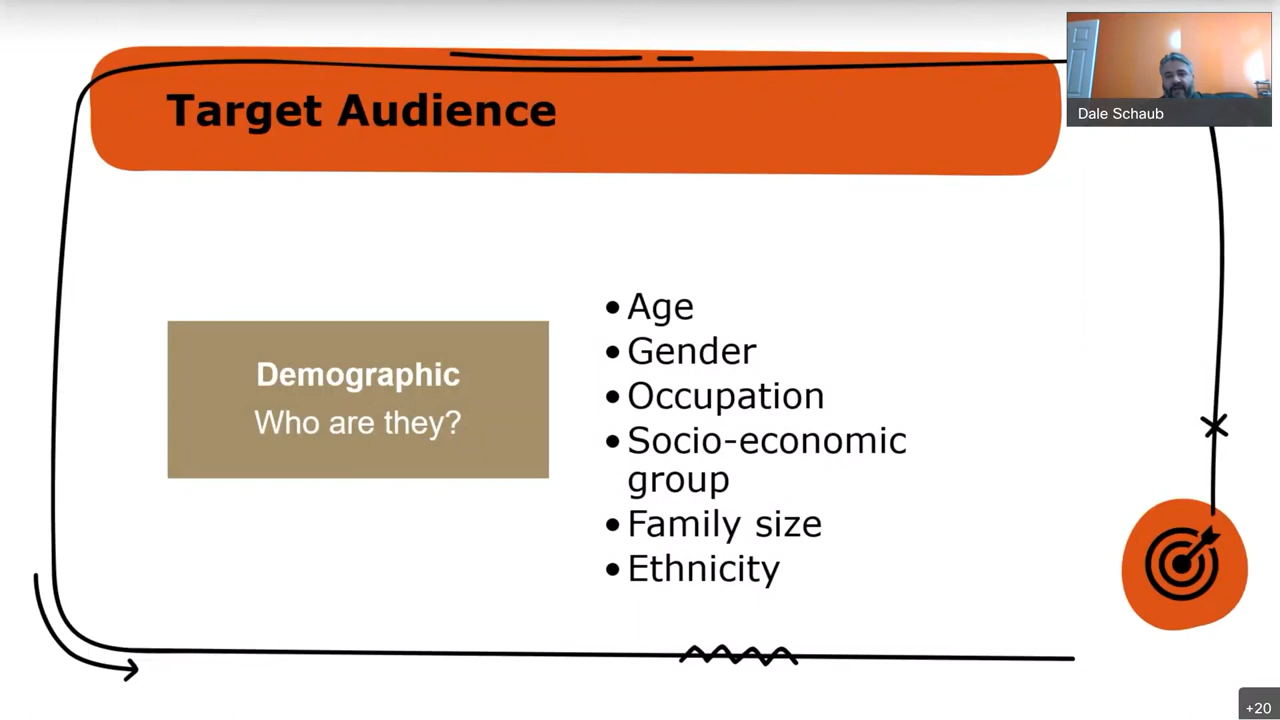 Target Audience
Dale Schaub
Demographic
Who are they?
•Age
•Gender
•Occupation
•Socio-economic
group
•Family size
•Ethnicity
+20